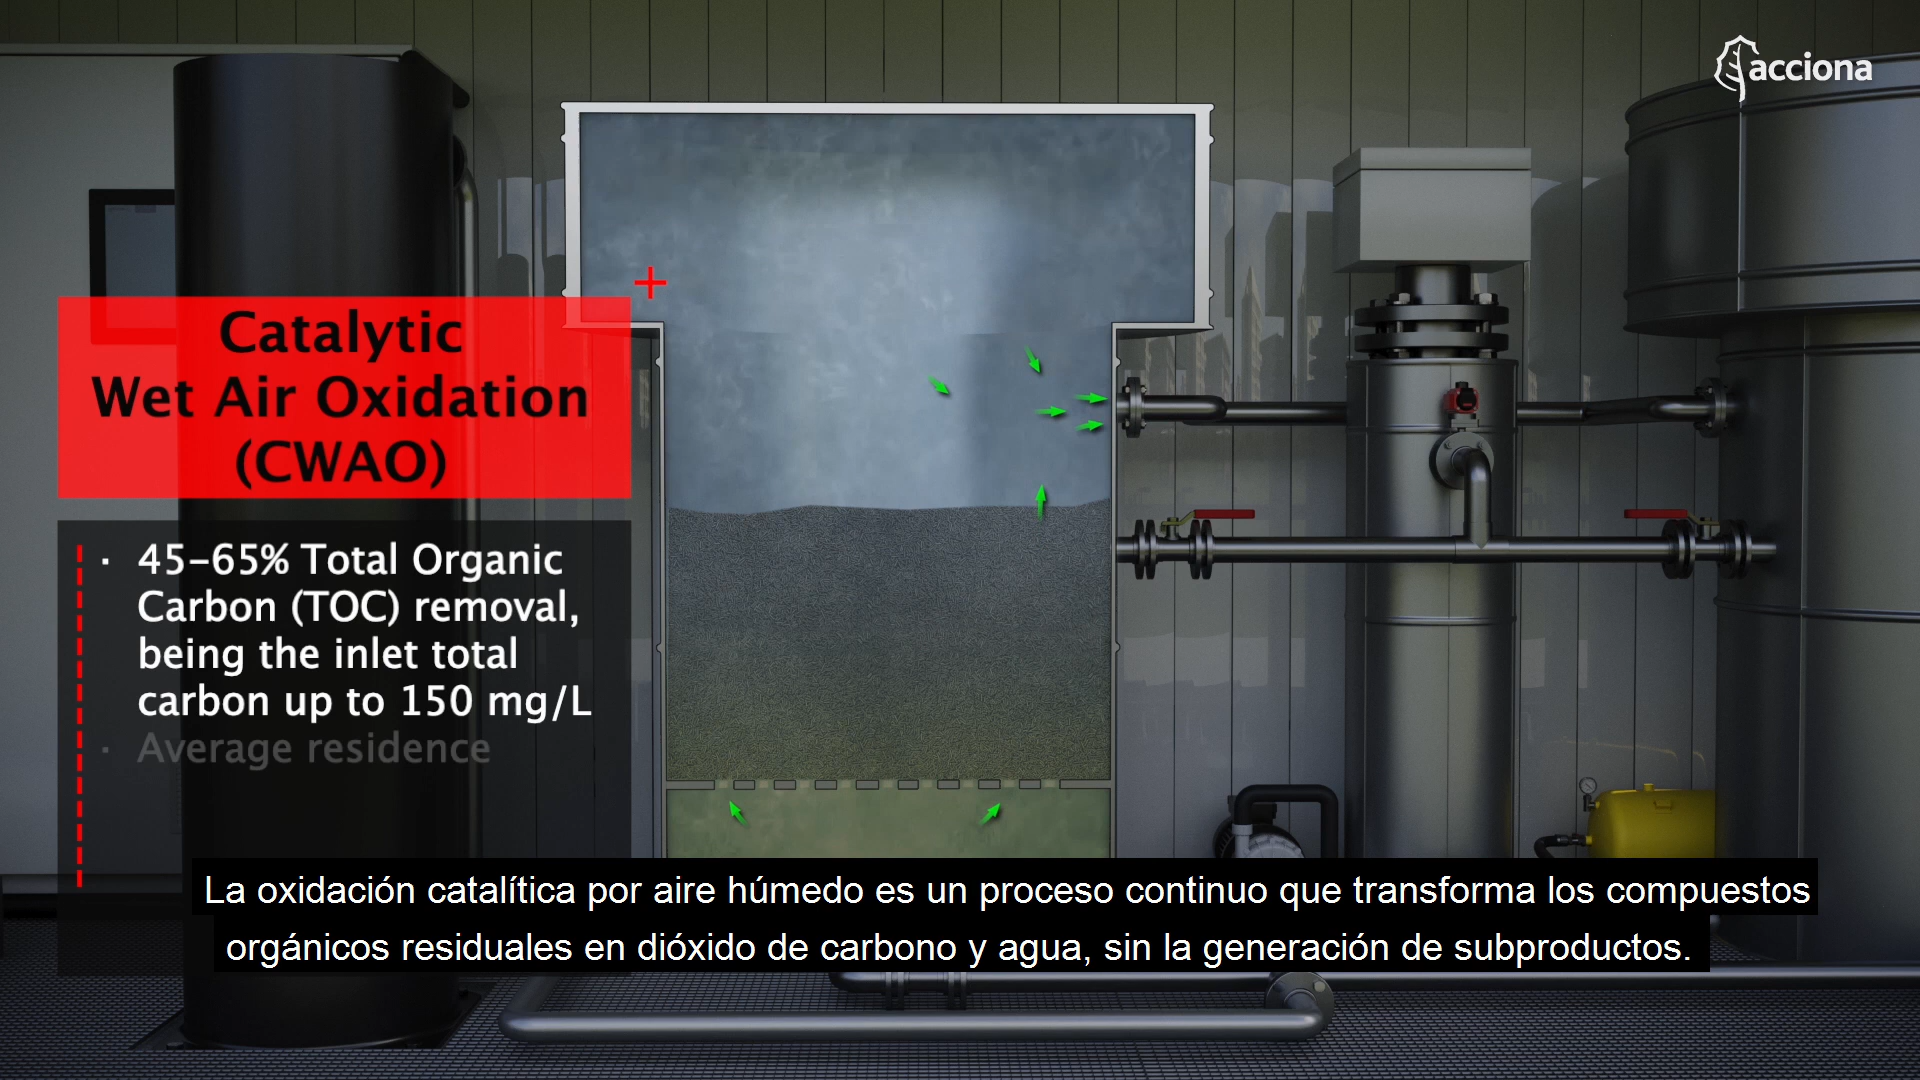 acciona
Catalytic
Wet Air Oxidation
(CWAO)
· 45-65% Total Organic
Carbon (TOC) removal,
being the inlet total
carbon up to 150 mg/L
· Average residence
La oxidación catalítica por aire húmedo es un proceso continuo que transforma los compuestos
orgánicos residuales en dióxido de carbono y agua, sin la generación de subproductos.